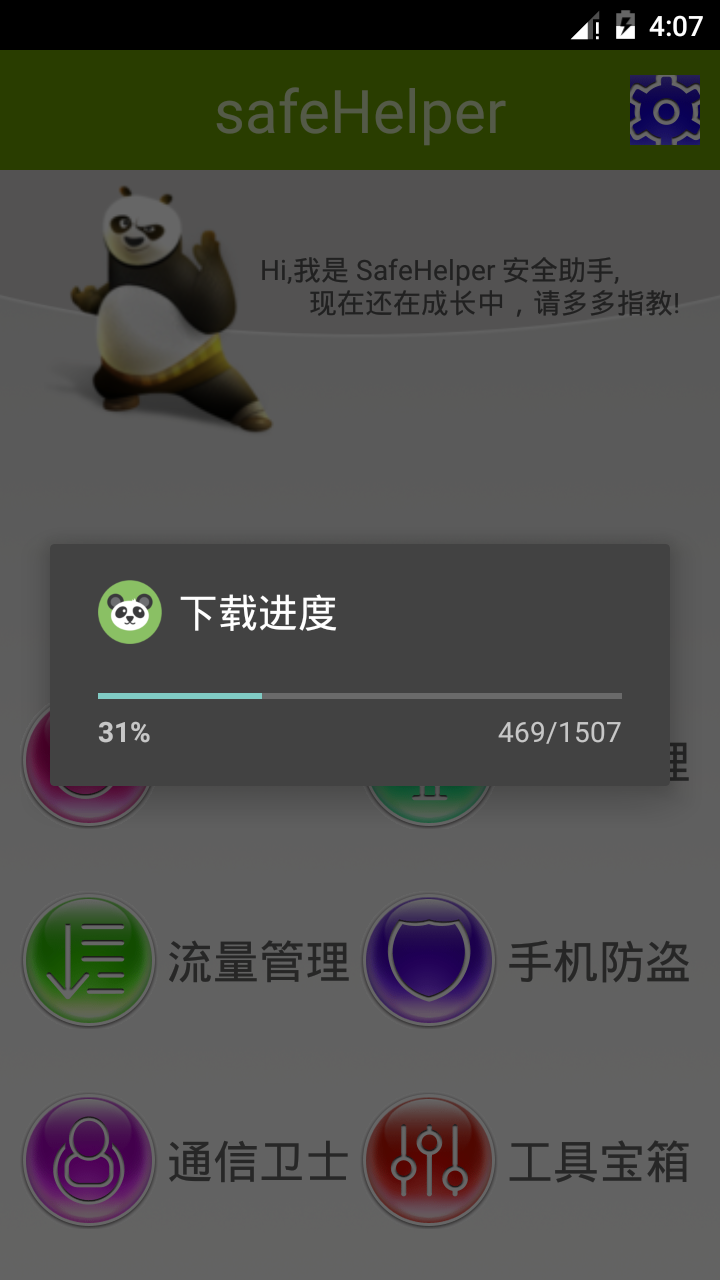 4:07
safeHelper
Hi,我是 SafeHelper 安全助手,
现在还在成长中，请多多指教!
下载进度
31% 469/1507
理
流量管理 手机防盗
通信卫士 工具宝箱